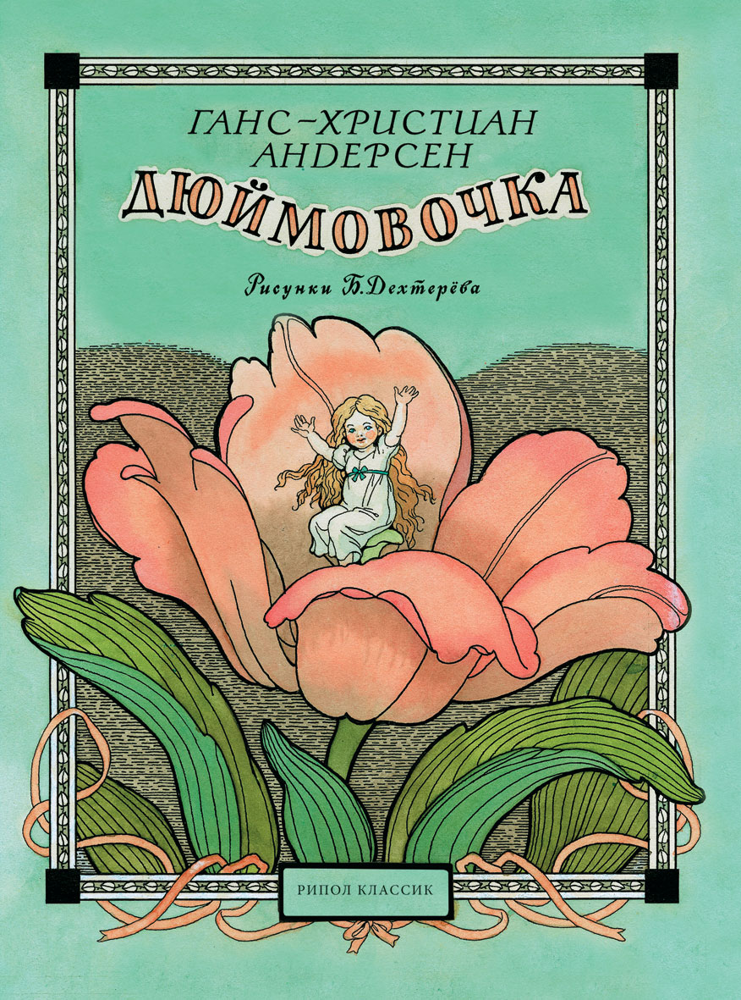 ГАНС-ХРИСТИАН
АНДЕРСЕН
ДЮЙМОВОЧКА
Рисунки Б. Дехтерёва
РИПОЛ КЛАССИК